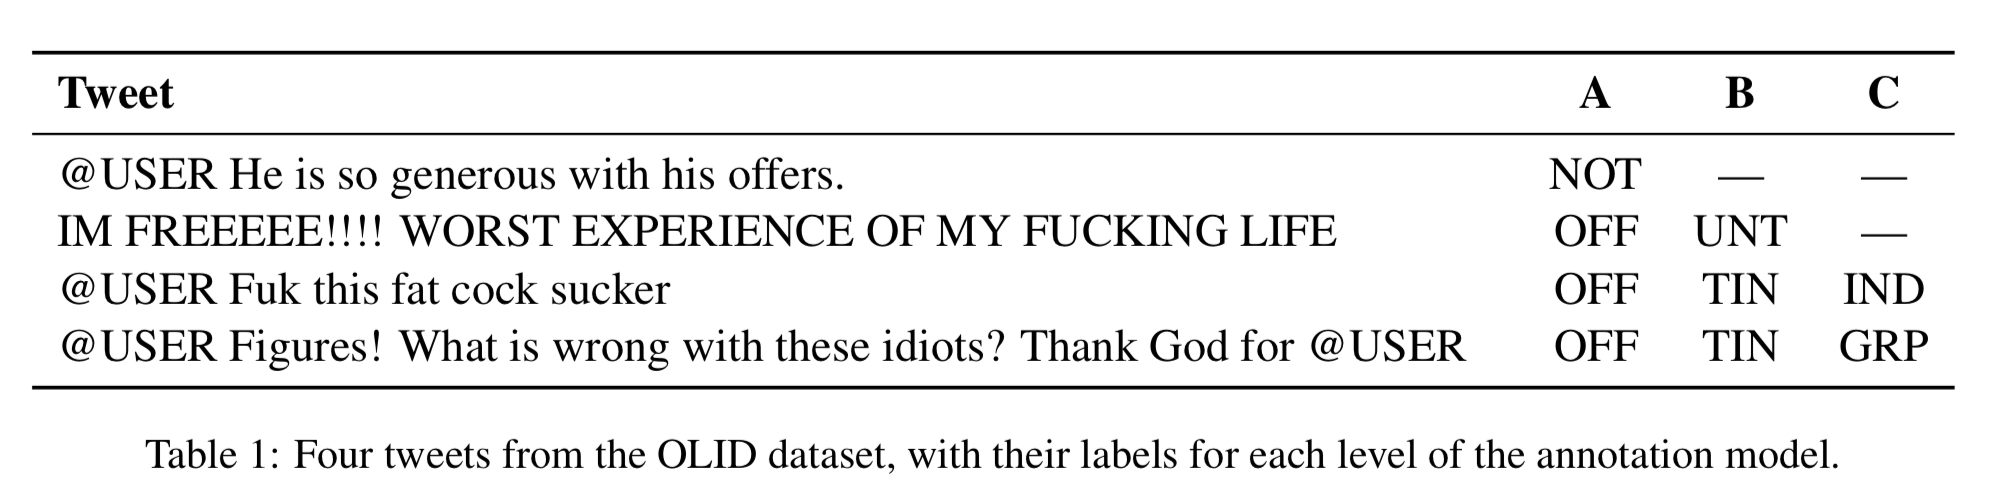 Tweet A B C
@USER He is so generous with his offers. NOT — —
IM FREEEEE!!!! WORST EXPERIENCE OF MY FUCKING LIFE OFF UNT —
@USER Fuk this fat cock sucker OFF TIN IND
@USER Figures! What is wrong with these idiots? Thank God for @USER OFF TIN GRP
Table 1: Four tweets from the OLID dataset, with their labels for each level of the annotation model.